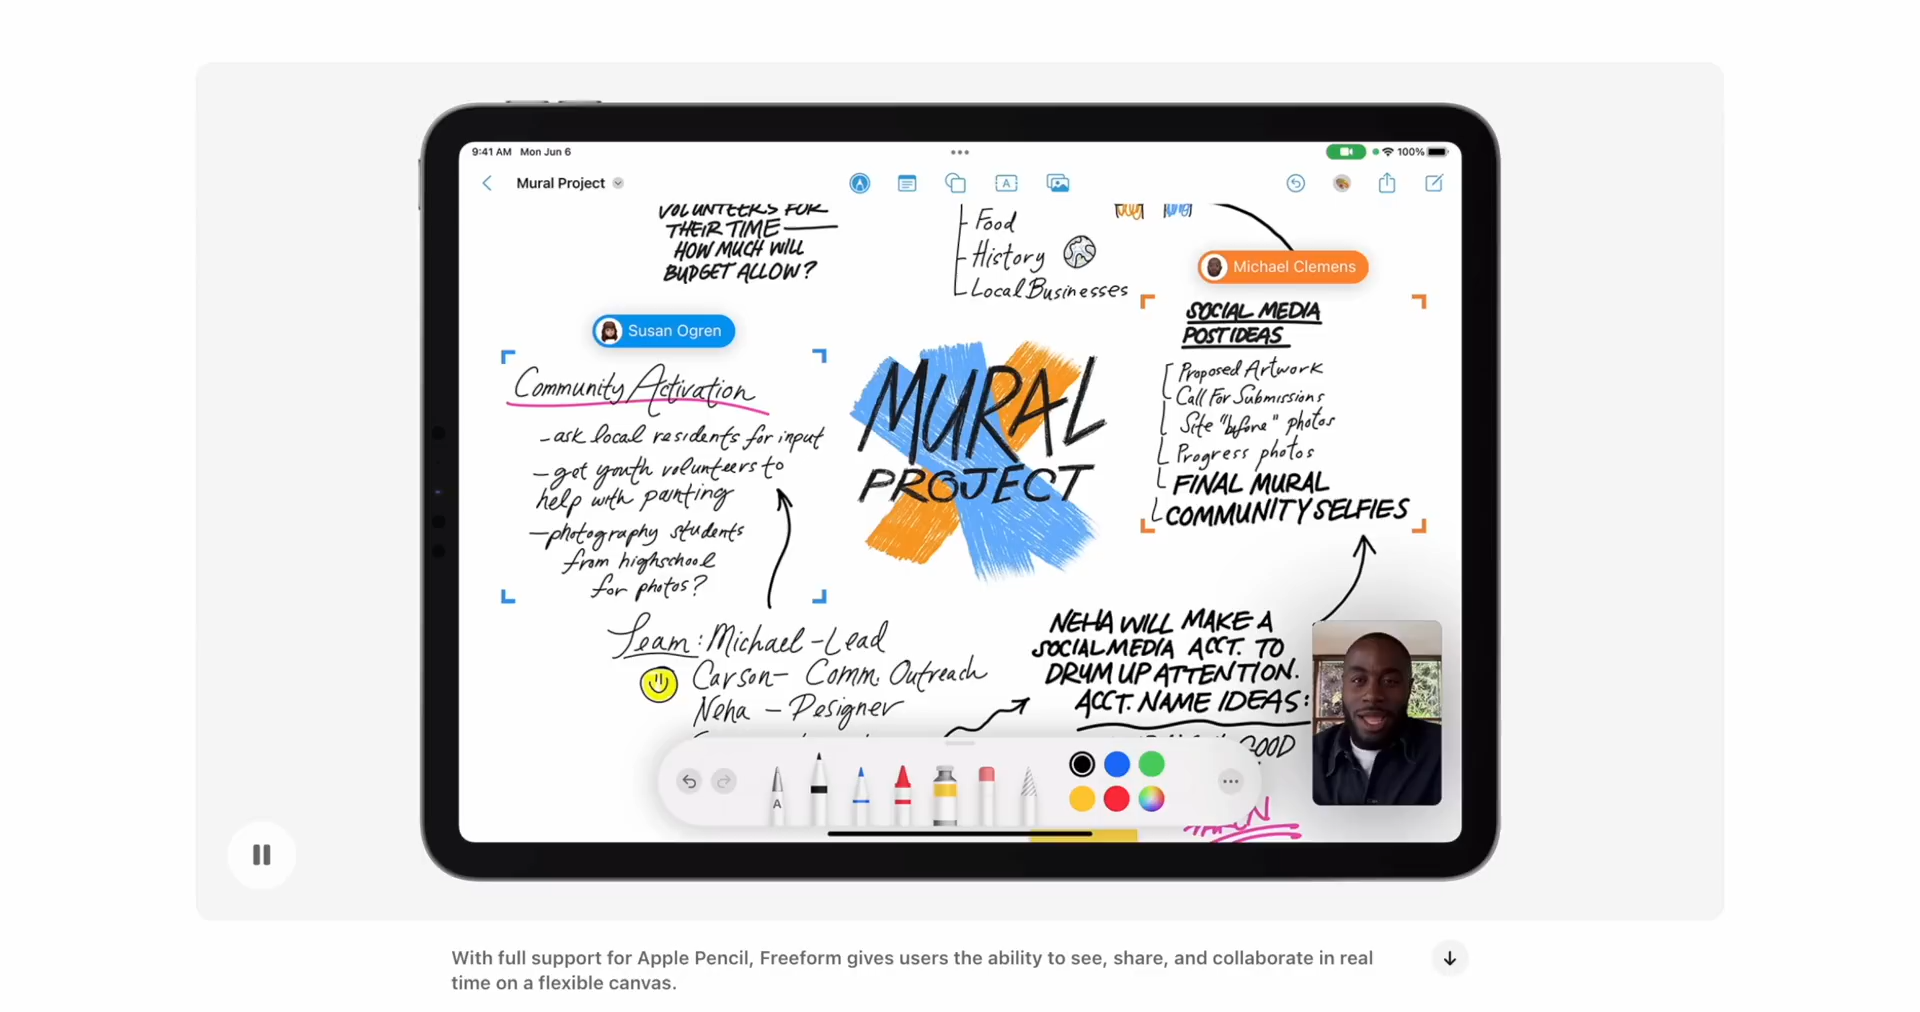 9:41 AM Mon Jun 6
100%
Mural Project
A
VOLUNTEERS FOR
THEIR TIME
HOW MUCH WILL
BUDGET ALLOW?
Food
History
Local Businesses
Michael Clemens
Susan Ogren
Community Activation
- ask local residents for input
- get youth volunteers to
help with painting
- photography students
from highschool
for photos?
MURAL
PROJECT
SOCIAL MEDIA
POST IDEAS
Proposed Artwork
Call For Submissions
Site "before" photos
Progress photos
FINAL MURAL
COMMUNITY SELFIES
Team: Michael - Lead
Carson - Comm. Outreach
Neha - Designer
NEHA WILL MAKE A
SOCIAL MEDIA ACCT. TO
DRUM UP ATTENTION.
ACCT. NAME IDEAS:
GOOD
A
With full support for Apple Pencil, Freeform gives users the ability to see, share, and collaborate in real
time on a flexible canvas.